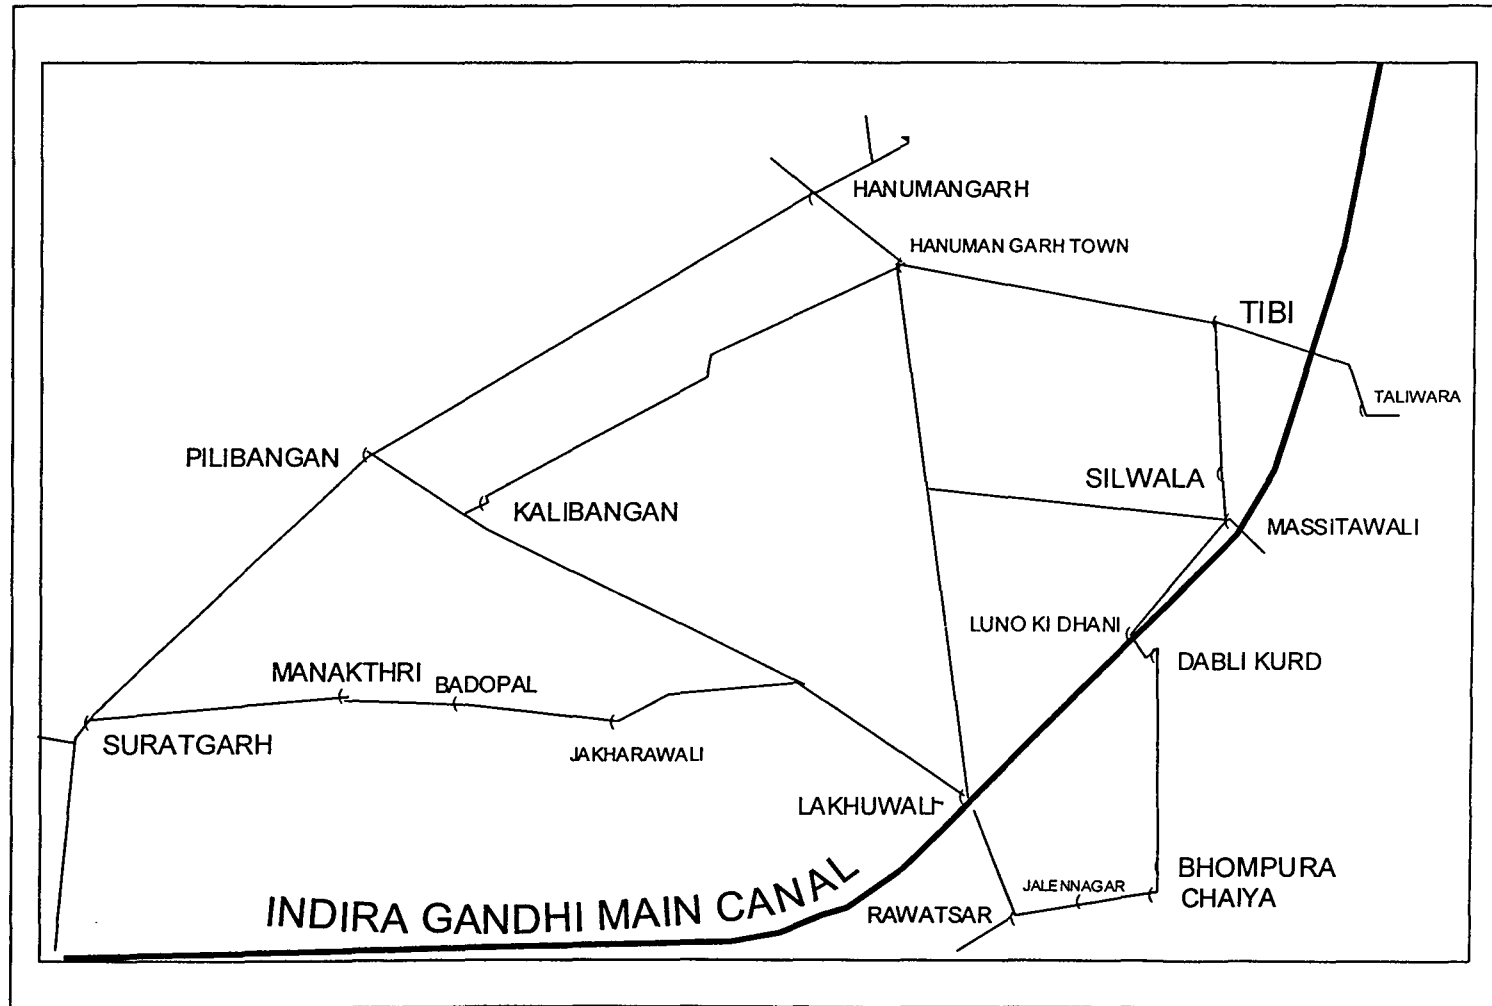 HANUMANGARH
HANUMAN GARH TOWN
TIBI
TALIWARA
PILIBANGAN
SILWALA
KALIBANGAN
MASSITAWALI
LUNO KI DHANI
DABLI KURD
MANAKTHRI
BADOPAL
SURATGARH
JAKHARAWALI
LAKHUWALI
BHOMPURA
CHAIYA
JALENNAGAR
RAWATSAR
INDIRA GANDHI MAIN CANAL